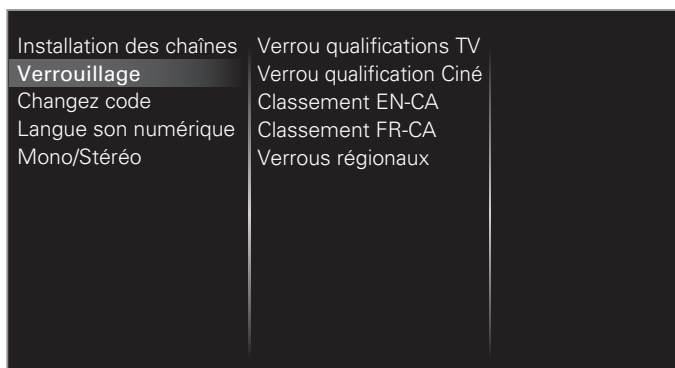 Installation des chaînes
Verrouillage
Changez code
Langue son numérique
Mono/Stéréo
Verrou qualifications TV
Verrou qualification Ciné
Classement EN-CA
Classement FR-CA
Verrous régionaux